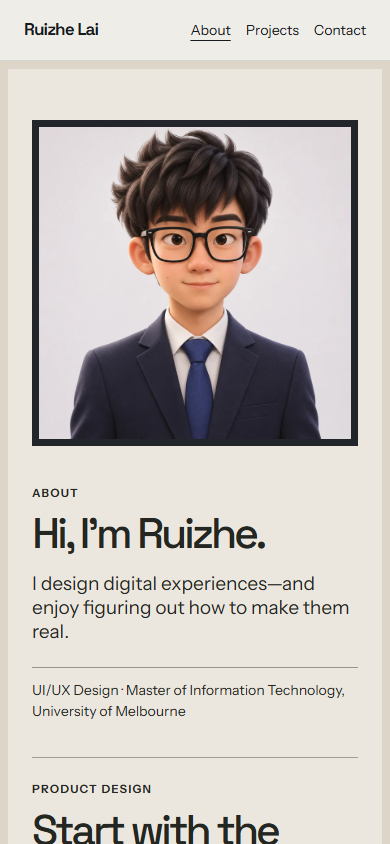 Ruizhe Lai
About Projects Contact
ABOUT
Hi, I’m Ruizhe.
I design digital experiences—and
enjoy figuring out how to make them
real.
UI/UX Design · Master of Information Technology,
University of Melbourne
PRODUCT DESIGN
Start with the